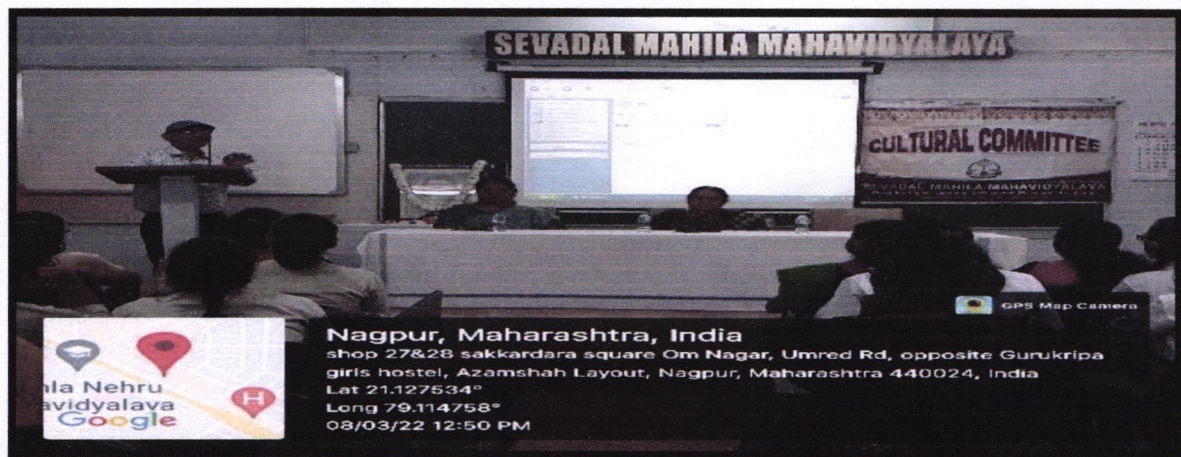 SEVADAL MAHILA MAHAVIDYALAYA
CULTURAL COMMITTEE
SEVADAL MAHILA MAHAVIDYALAYA
GPS Map Camera
Nagpur, Maharashtra, India
shop 27&28 sakkardara square Om Nagar, Umred Rd, opposite Gurukripa
girls hostel, Azamshah Layout, Nagpur, Maharashtra 440024, India
Lat 21.127534°
Long 79.114758°
08/03/22 12:50 PM
nla Nehru
avidyalaya
H
Google